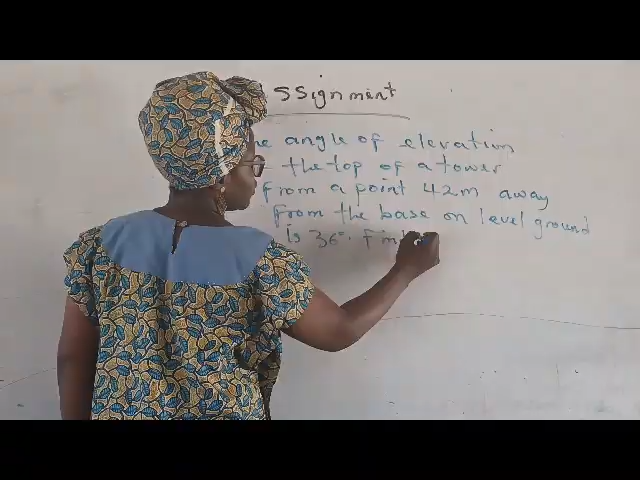 ssignment
he angle of elevation
the top of a tower
from a point 42m away
from the base on level ground
is 36°. Find